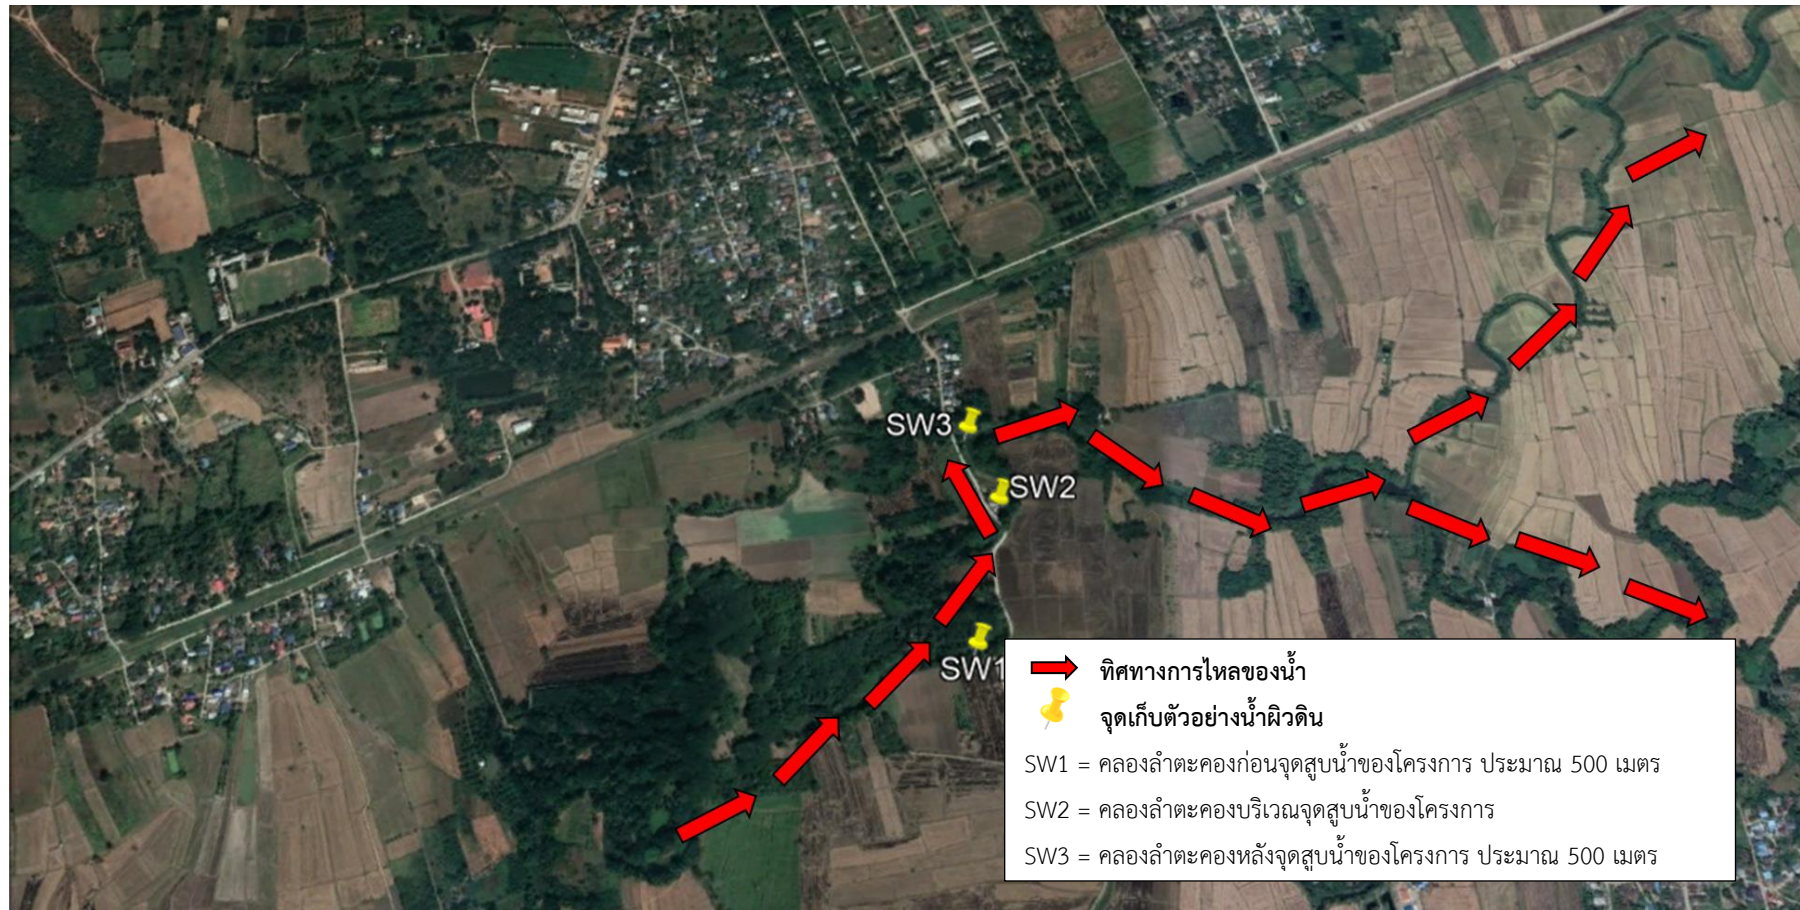 SW3
SW2
SW1
ทิศทางการไหลของน้ำ
จุดเก็บตัวอย่างน้ำผิวดิน
SW1 = คลองลำตะคองก่อนจุดสูบน้ำของโครงการ ประมาณ 500 เมตร
SW2 = คลองลำตะคองบริเวณจุดสูบน้ำของโครงการ
SW3 = คลองลำตะคองหลังจุดสูบน้ำของโครงการ ประมาณ 500 เมตร